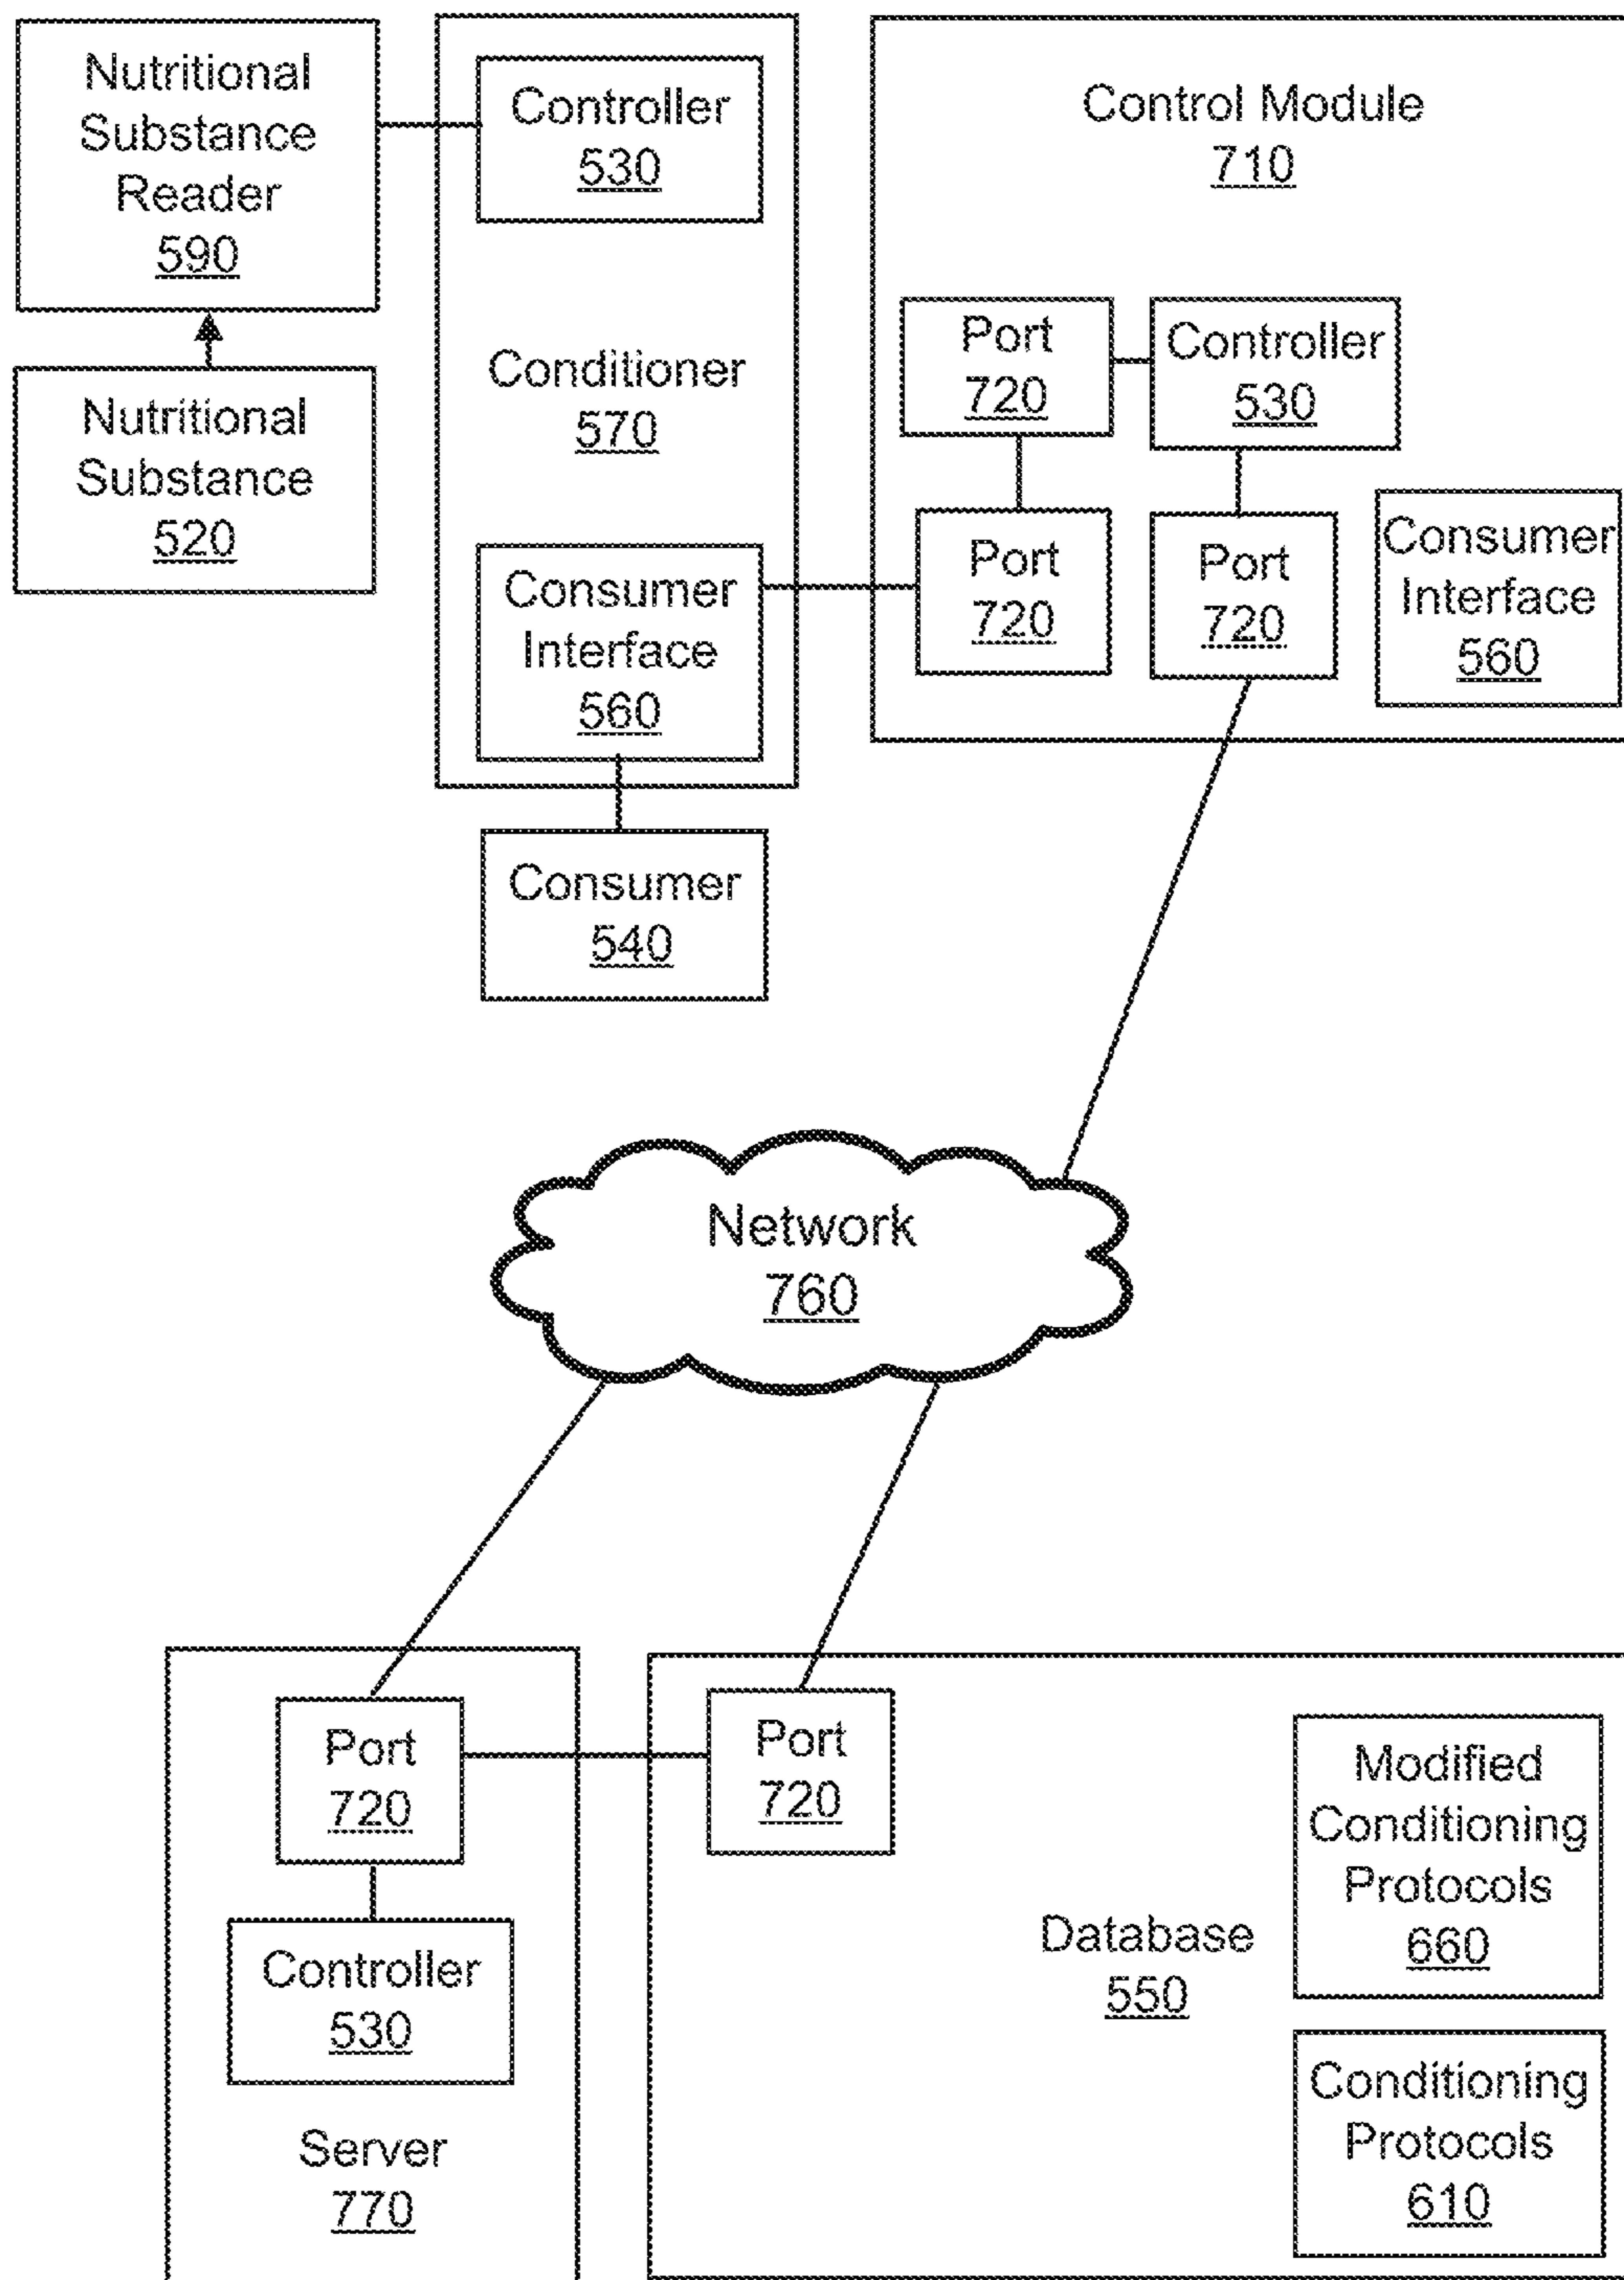 Nutritional
Substance
Reader
590
Nutritional
Substance
520
Controller
530
Conditioner
570
Consumer
Interface
560
Consumer
540
Control Module
710
Port
720
Controller
530
Port
720
Port
720
Consumer
Interface
560
Network
760
Port
720
Controller
530
Server
770
Port
720
Database
550
Modified
Conditioning
Protocols
660
Conditioning
Protocols
610